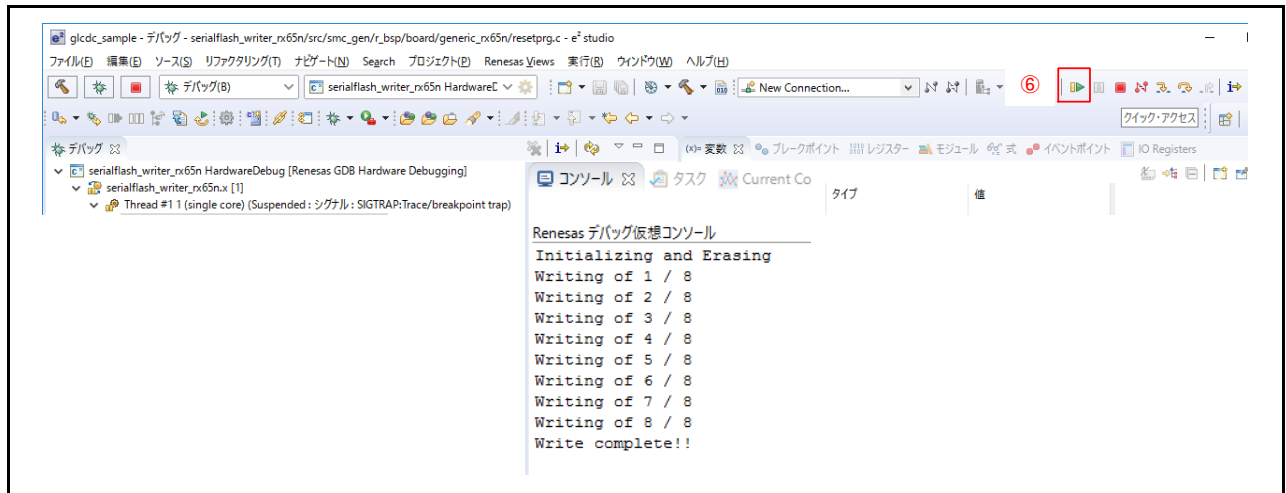 glcdc_sample - デバッグ - serialflash_writer_rx65n/src/smc_gen/r_bsp/board/generic_rx65n/resetprg.c - e² studio
ファイル(F) 編集(E) ソース(S) リファクタリング(T) ナビゲート(N) Search プロジェクト(P) Renesas Views 実行(R) ウィンドウ(W) ヘルプ(H)
デバッグ(B) serialflash_writer_rx65n HardwareD New Connection... ⑥
クイック・アクセス
デバッグ (x)= 変数 ブレークポイント レジスター モジュール 式 イベントポイント IO Registers
serialflash_writer_rx65n HardwareDebug [Renesas GDB Hardware Debugging]
serialflash_writer_rx65n.x [1]
Thread #1 1 (single core) (Suspended : シグナル : SIGTRAP:Trace/breakpoint trap)
コンソール タスク Current Co
タイプ 値
Renesas デバッグ仮想コンソール
Initializing and Erasing
Writing of 1 / 8
Writing of 2 / 8
Writing of 3 / 8
Writing of 4 / 8
Writing of 5 / 8
Writing of 6 / 8
Writing of 7 / 8
Writing of 8 / 8
Write complete!!